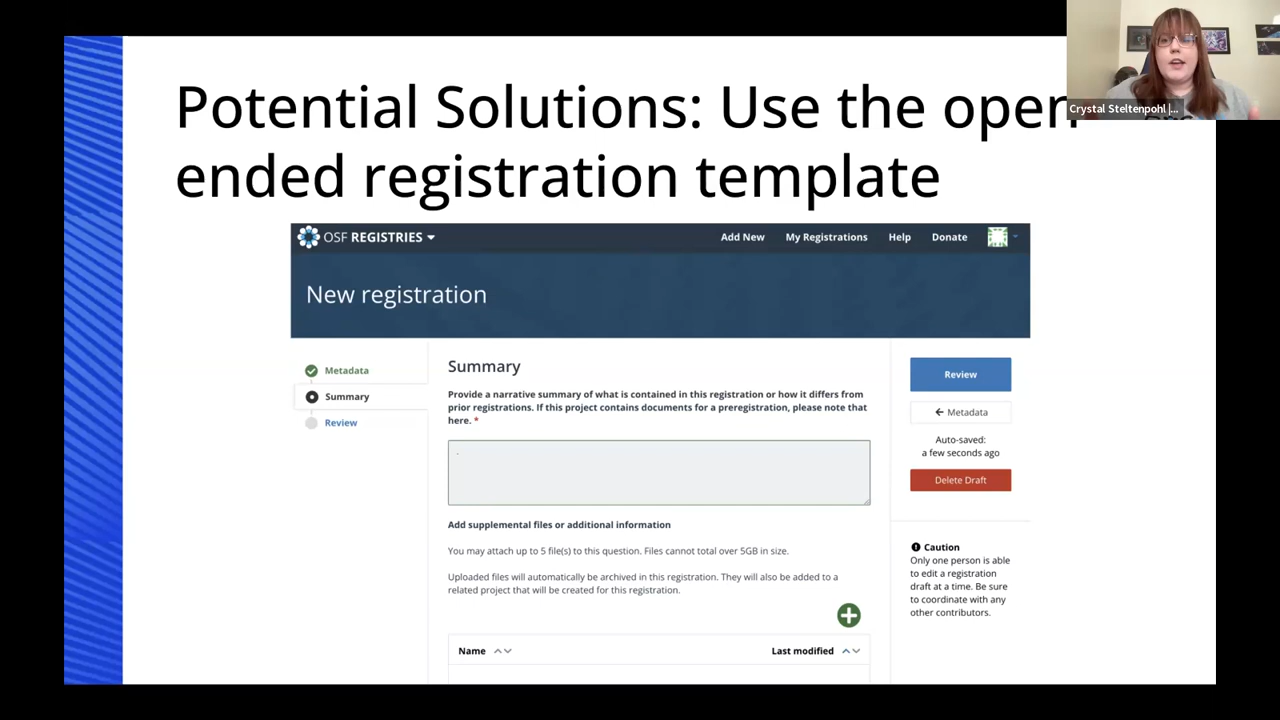 Potential Solutions: Use the open
ended registration template
Crystal Steltenpohl |...
OSF REGISTRIES
Add New
My Registrations
Help
Donate
New registration
Metadata
Summary
Review
Summary
Provide a narrative summary of what is contained in this registration or how it differs from
prior registrations. If this project contains documents for a preregistration, please note that
here. *
.
Add supplemental files or additional information
You may attach up to 5 file(s) to this question. Files cannot total over 5GB in size.
Uploaded files will automatically be archived in this registration. They will also be added to a
related project that will be created for this registration.
Name
Last modified
Review
← Metadata
Auto-saved:
a few seconds ago
Delete Draft
Caution
Only one person is able
to edit a registration
draft at a time. Be sure
to coordinate with any
other contributors.